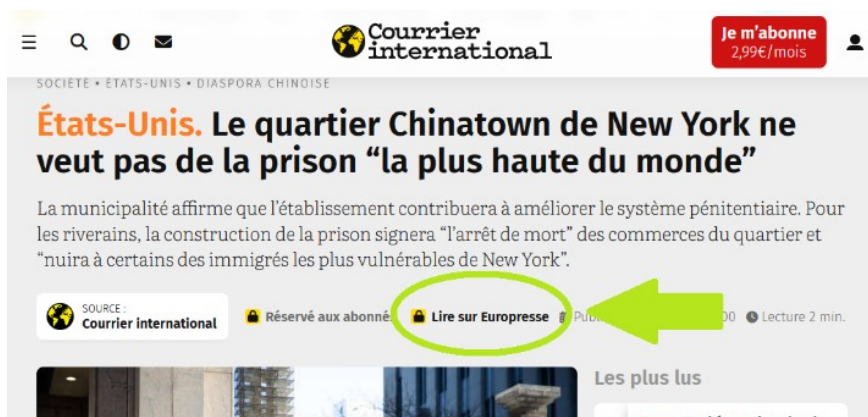 Courrier
international
Je m’abonne
2,99€/mois
SOCIÉTÉ • ÉTATS-UNIS • DIASPORA CHINOISE
États-Unis. Le quartier Chinatown de New York ne
veut pas de la prison “la plus haute du monde”
La municipalité affirme que l’établissement contribuera à améliorer le système pénitentiaire. Pour
les riverains, la construction de la prison signera “l’arrêt de mort” des commerces du quartier et
“nuira à certains des immigrés les plus vulnérables de New York”.
SOURCE :
Courrier international
Réservé aux abonné Lire sur Europresse 00 Lecture 2 min.
Les plus lus